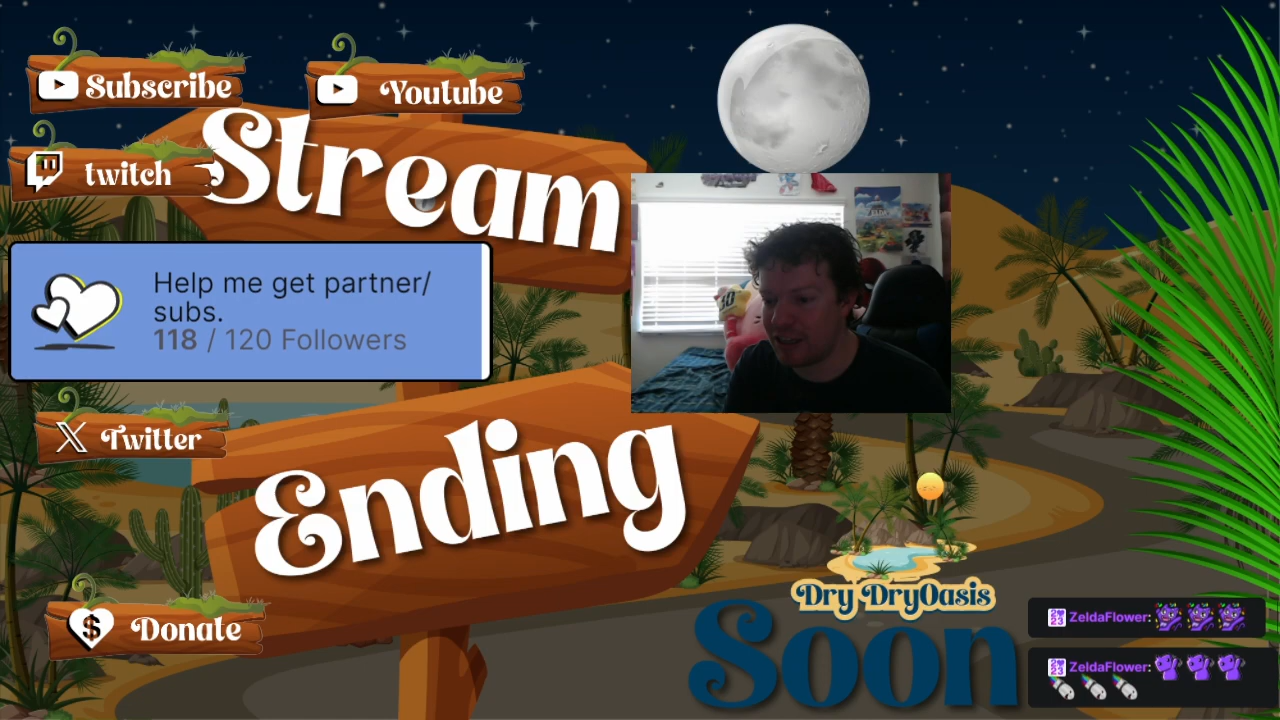 Subscribe
Youtube
twitch
Stream
Help me get partner/
subs.
118 / 120 Followers
Twitter
Ending
Donate
Dry DryOasis
Soon
ZeldaFlower:
ZeldaFlower: